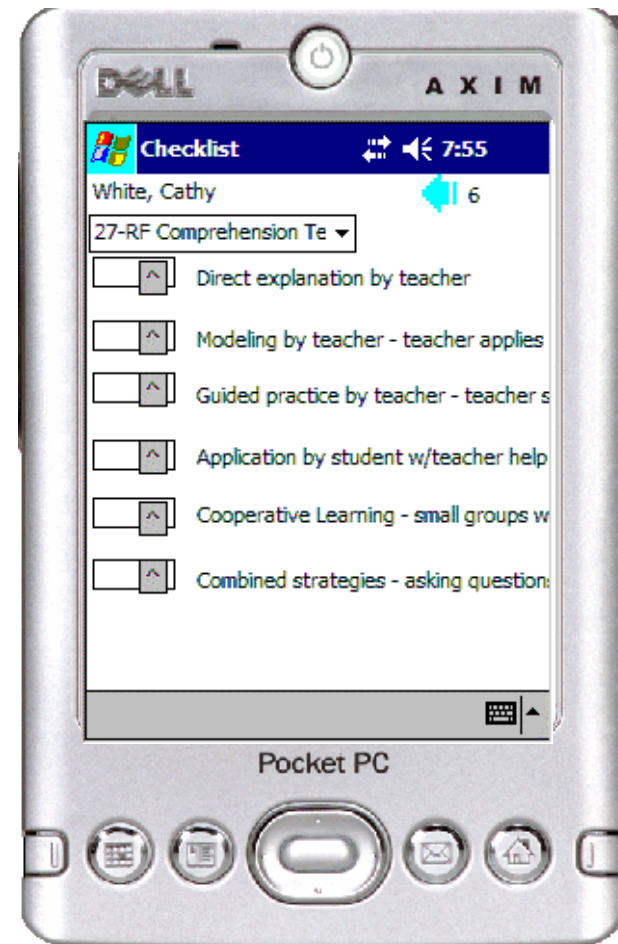 DELL
AXIM
Checklist 7:55
White, Cathy 6
27-RF Comprehension Te
Direct explanation by teacher
Modeling by teacher - teacher applies
Guided practice by teacher - teacher s
Application by student w/teacher help
Cooperative Learning - small groups w
Combined strategies - asking question
Pocket PC